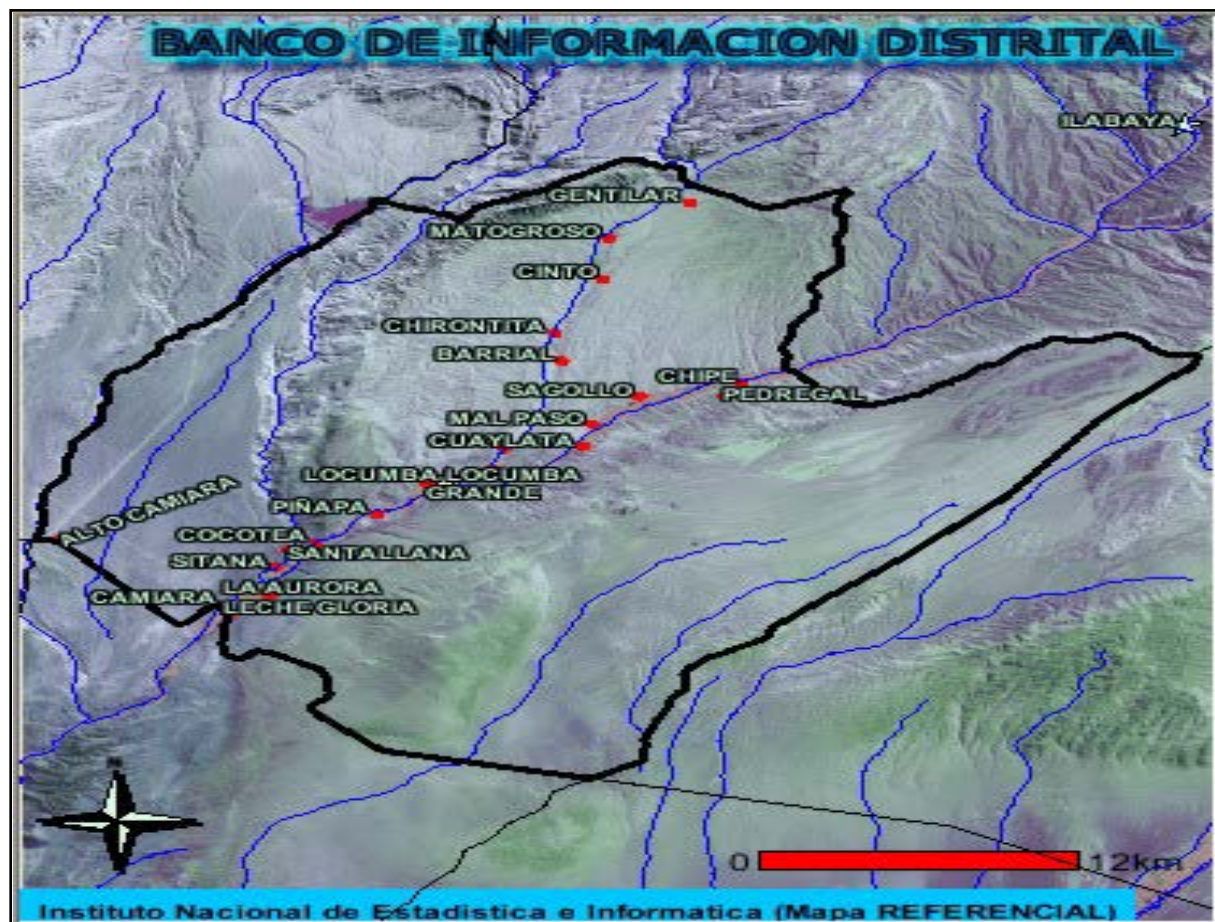 BANCO DE INFORMACION DISTRITAL
ILABAYA
GENTILAR
MATOGROSO
CINTO
CHIRONTITA
BARRIAL
CHIPE
SAGOLLO
PEDREGAL
MAL PASO
CUAYLATA
LOCUMBA LOCUMBA
GRANDE
PIÑAPA
ALTO CAMIARA
COCOTEA
SANTALLANA
SITANA
LA AURORA
CAMIARA
LECHE GLORIA
N
0 12km
Instituto Nacional de Estadistica e Informatica (Mapa REFERENCIAL)